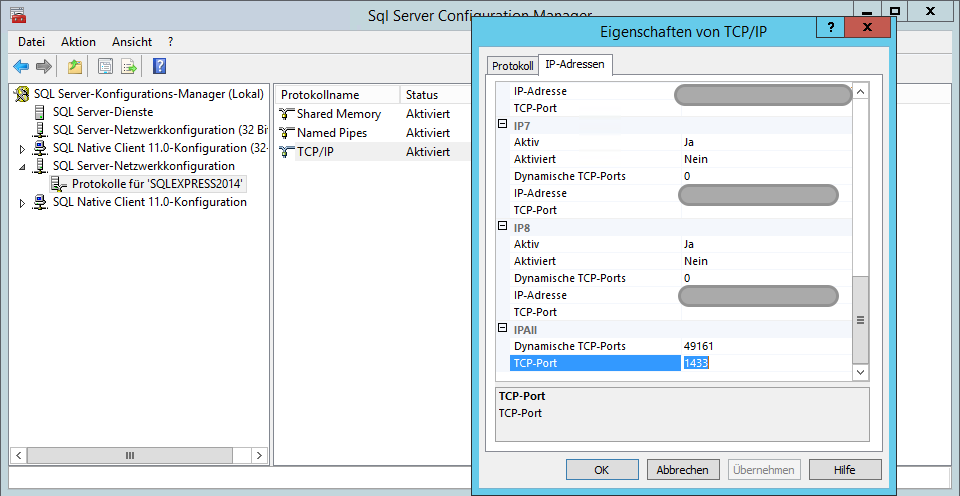 Sql Server Configuration Manager
Datei Aktion Ansicht ?
SQL Server-Konfigurations-Manager (Lokal)
SQL Server-Dienste
SQL Server-Netzwerkkonfiguration (32 Bi
SQL Native Client 11.0-Konfiguration (32-
SQL Server-Netzwerkkonfiguration
Protokolle für 'SQLEXPRESS2014'
SQL Native Client 11.0-Konfiguration
Protokollname Status
Shared Memory Aktiviert
Named Pipes Aktiviert
TCP/IP Aktiviert
Eigenschaften von TCP/IP
? X
Protokoll IP-Adressen
IP-Adresse
TCP-Port
IP7
Aktiv Ja
Aktiviert Nein
Dynamische TCP-Ports 0
IP-Adresse
TCP-Port
IP8
Aktiv Ja
Aktiviert Nein
Dynamische TCP-Ports 0
IP-Adresse
TCP-Port
IPAll
Dynamische TCP-Ports 49161
TCP-Port 1433
TCP-Port
TCP-Port
OK Abbrechen Übernehmen Hilfe